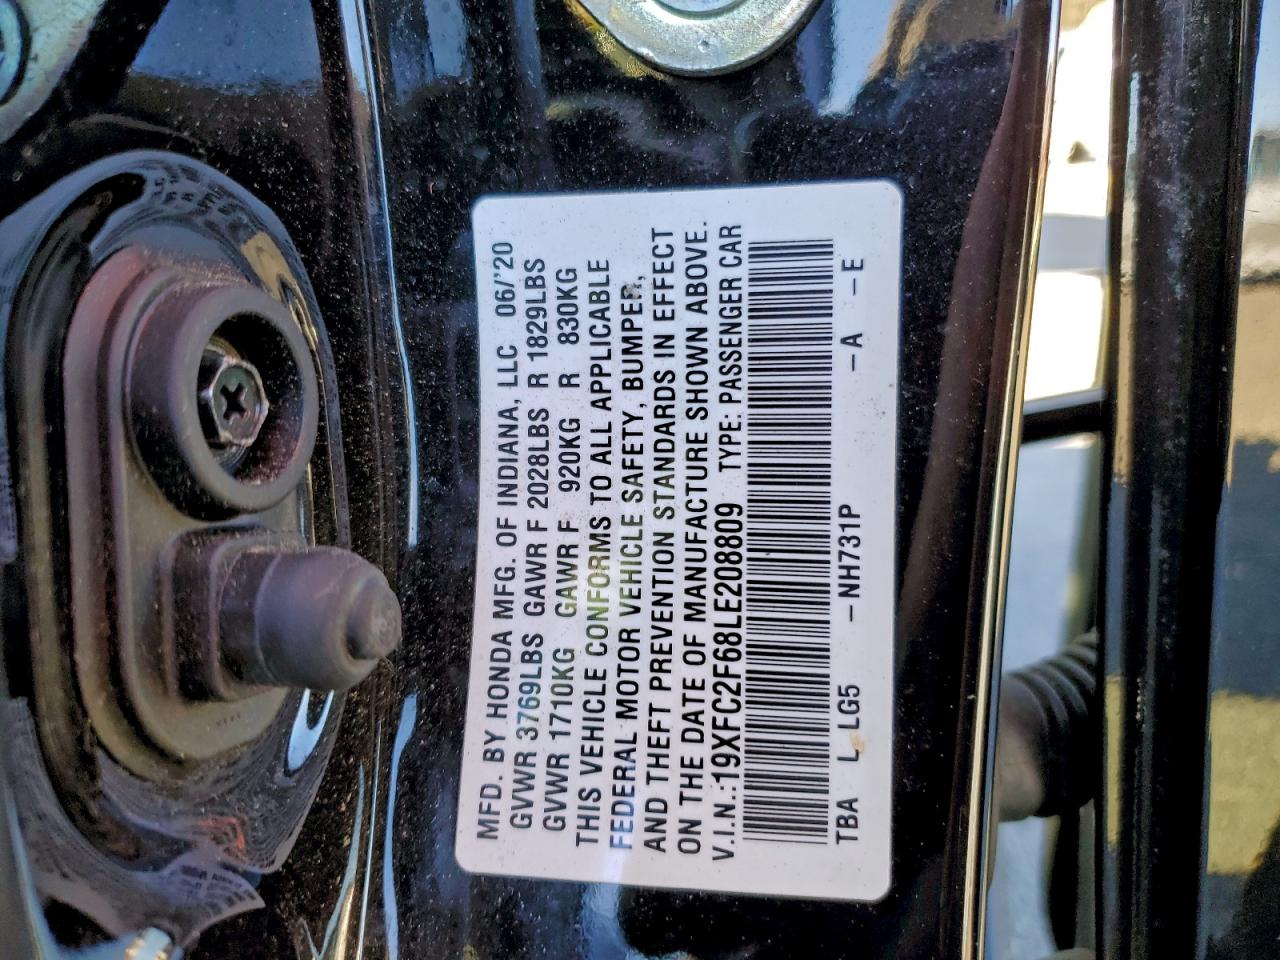 MFD. BY HONDA MFG. OF INDIANA, LLC 06/'20
GVWR 3769LBS GAWR F 2028LBS R 1829LBS
GVWR 1710KG GAWR F 920KG R 830KG
THIS VEHICLE CONFORMS TO ALL APPLICABLE
FEDERAL MOTOR VEHICLE SAFETY, BUMPER,
AND THEFT PREVENTION STANDARDS IN EFFECT
ON THE DATE OF MANUFACTURE SHOWN ABOVE.
V.I.N.:19XFC2F68LE208809 TYPE: PASSENGER CAR
TBA L LG5 –NH731P –A –E